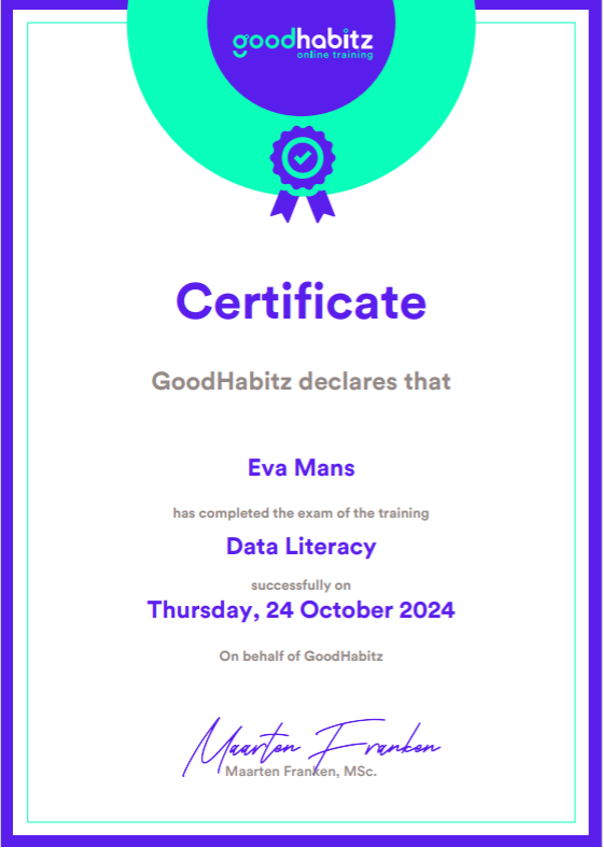 goodhabitz
online training
Certificate
GoodHabitz declares that
Eva Mans
has completed the exam of the training
Data Literacy
successfully on
Thursday, 24 October 2024
On behalf of GoodHabitz
Maarten Franken
Maarten Franken, MSc.